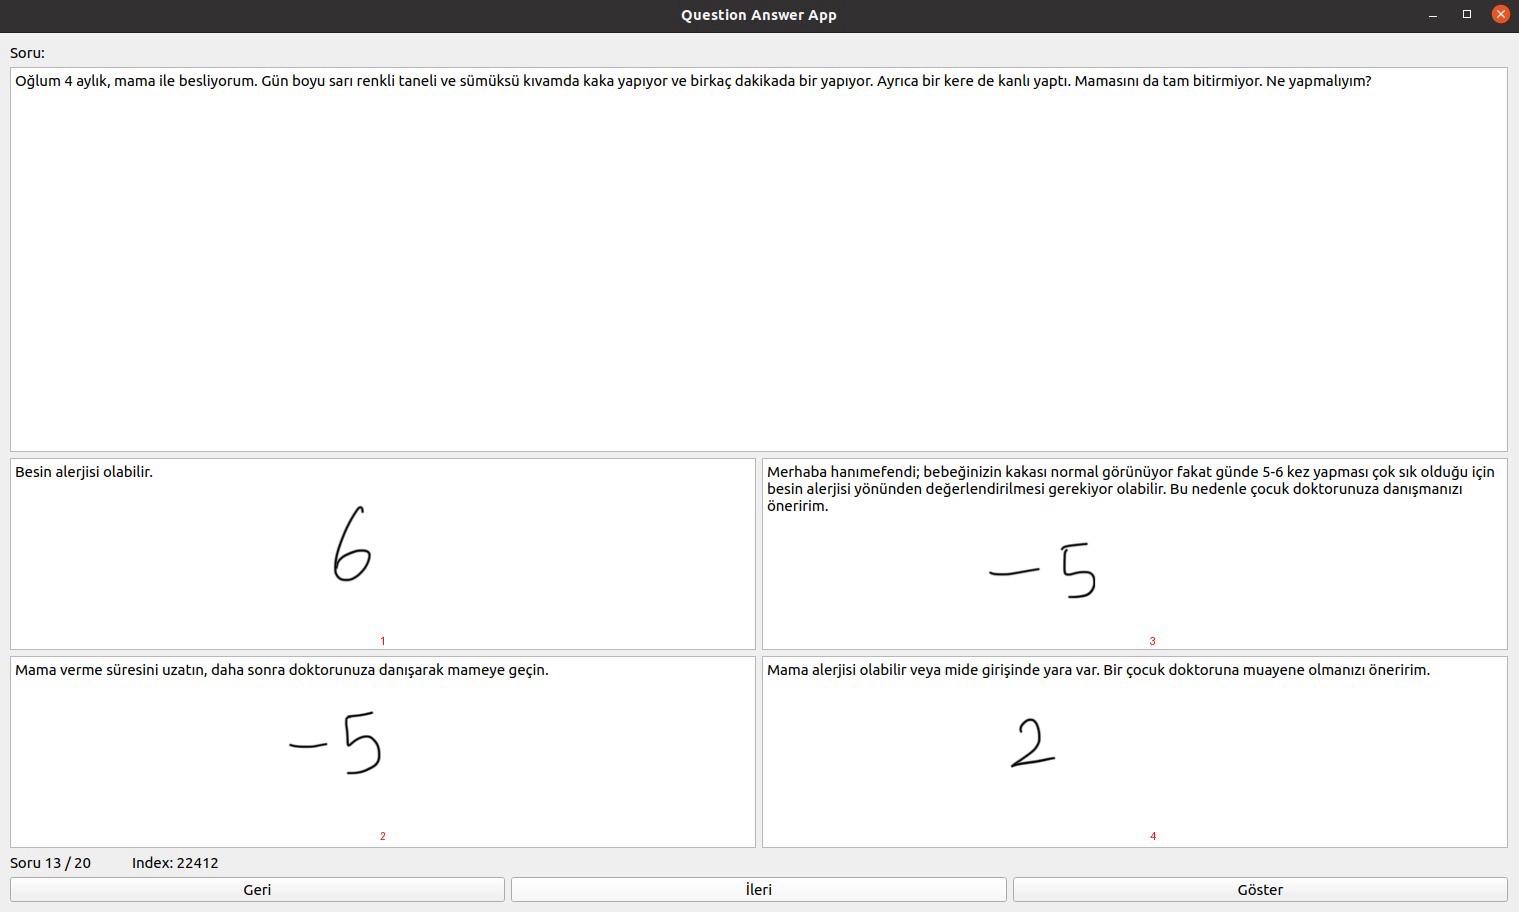 Question Answer App
Soru:
Oğlum 4 aylık, mama ile besliyorum. Gün boyu sarı renkli taneli ve sümüksü kıvamda kaka yapıyor ve birkaç dakikada bir yapıyor. Ayrıca bir kere de kanlı yaptı. Mamasını da tam bitirmiyor. Ne yapmalıyım?
Besin alerjisi olabilir.
6
1
Merhaba hanımefendi; bebeğinizin kakası normal görünüyor fakat günde 5-6 kez yapması çok sık olduğu için
besin alerjisi yönünden değerlendirilmesi gerekiyor olabilir. Bu nedenle çocuk doktorunuza danışmanızı
öneririm.
-5
3
Mama verme süresini uzatın, daha sonra doktorunuza danışarak mameye geçin.
-5
2
Mama alerjisi olabilir veya mide girişinde yara var. Bir çocuk doktoruna muayene olmanızı öneririm.
2
4
Soru 13 / 20 Index: 22412
Geri İleri Göster